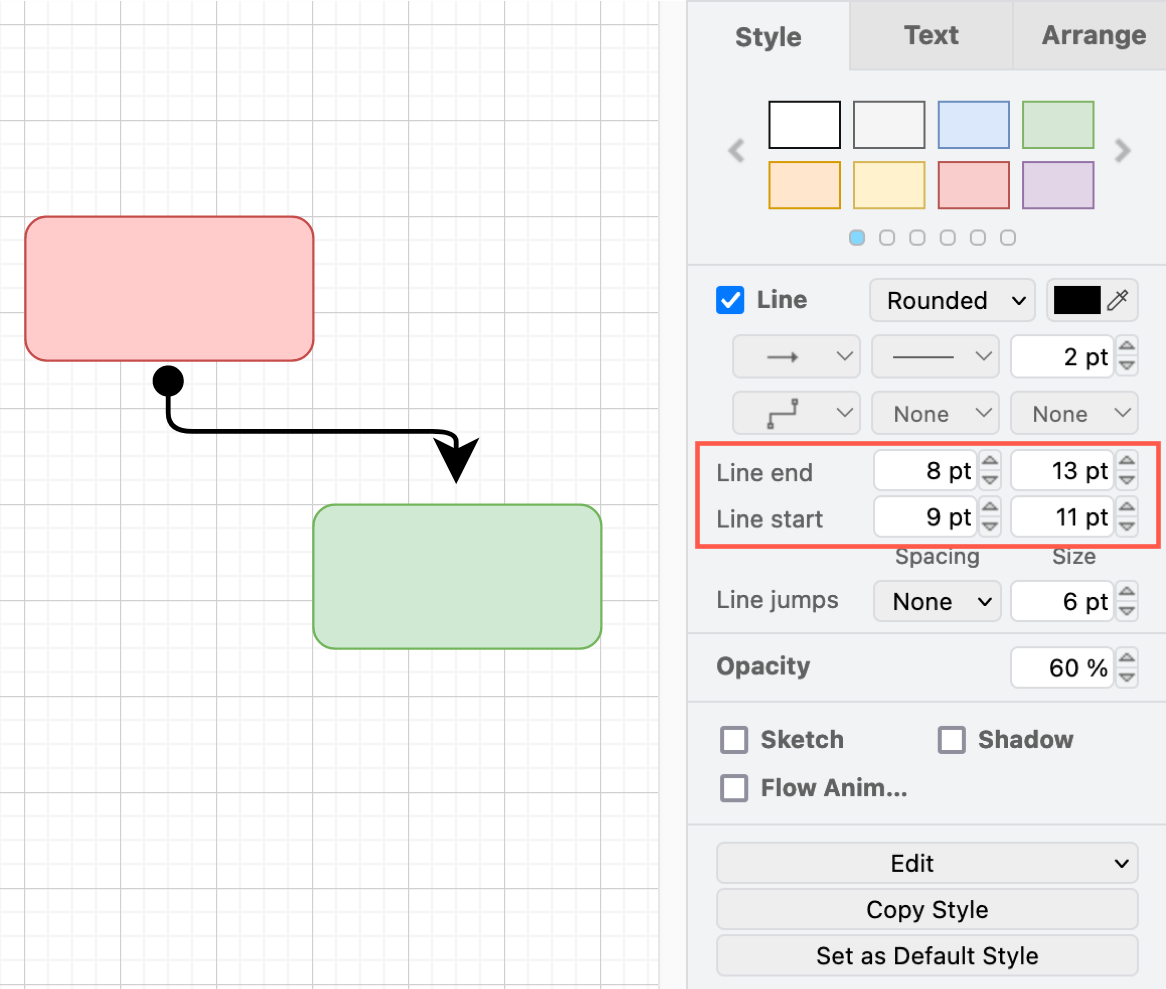 Style Text Arrange
Line Rounded
2 pt
None None
Line end 8 pt 13 pt
Line start 9 pt 11 pt
Spacing Size
Line jumps None 6 pt
Opacity 60 %
Sketch Shadow
Flow Anim...
Edit
Copy Style
Set as Default Style